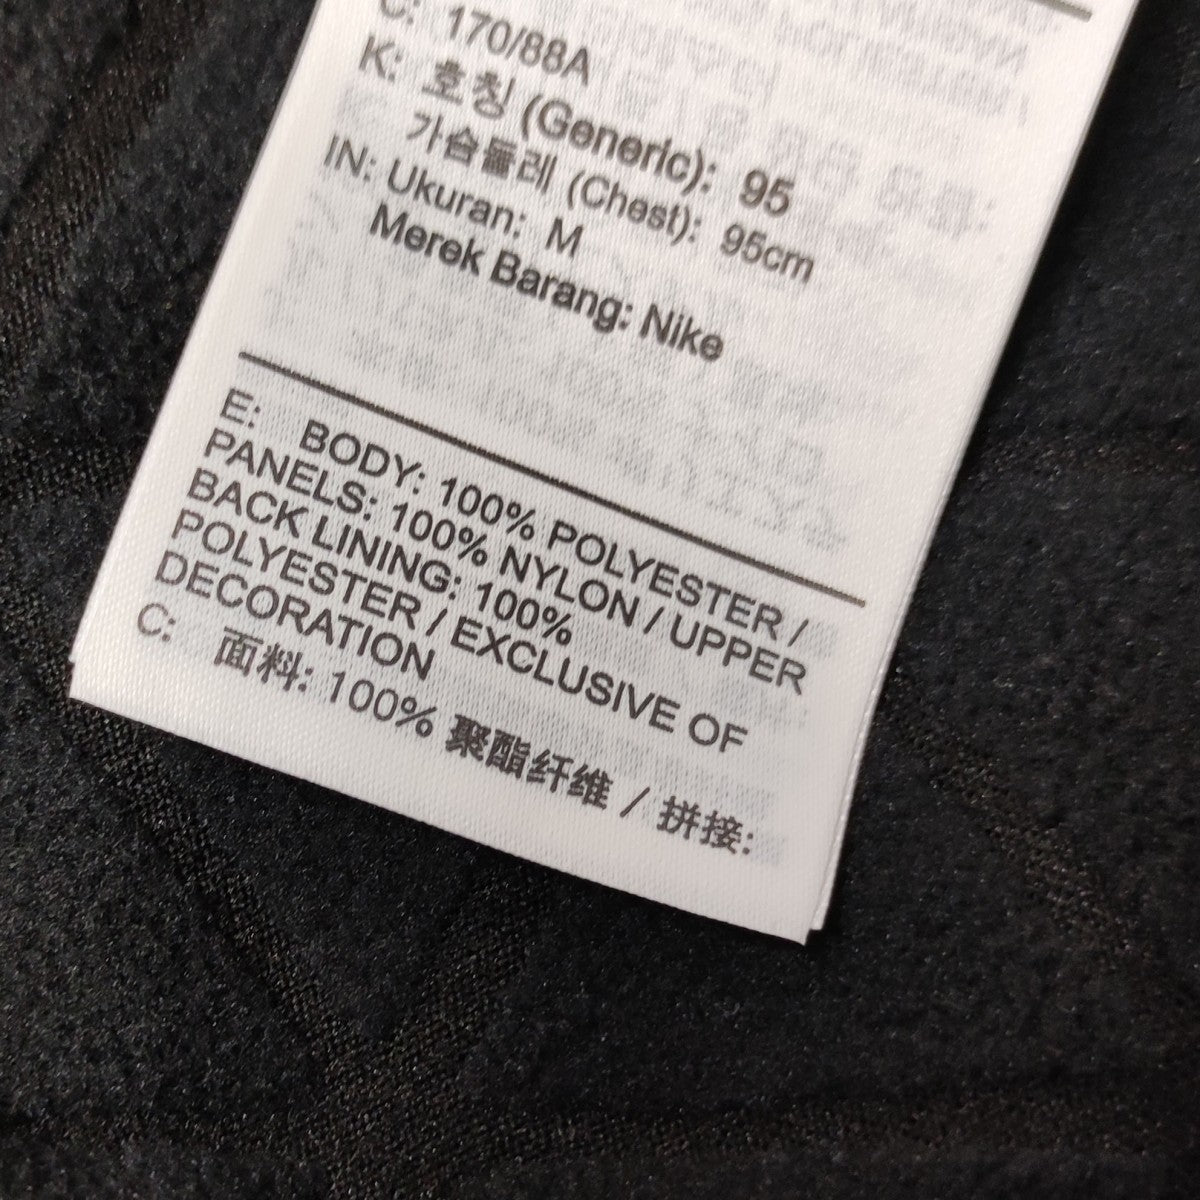 C: 170/88A
K: 호칭 (Generic): 95
가슴둘레 (Chest): 95cm
IN: Ukuran: M
Merek Barang: Nike
E: BODY: 100% POLYESTER /
PANELS: 100% NYLON / UPPER
BACK LINING: 100%
POLYESTER / EXCLUSIVE OF
DECORATION
C: 面料: 100% 聚酯纤维 / 拼接: